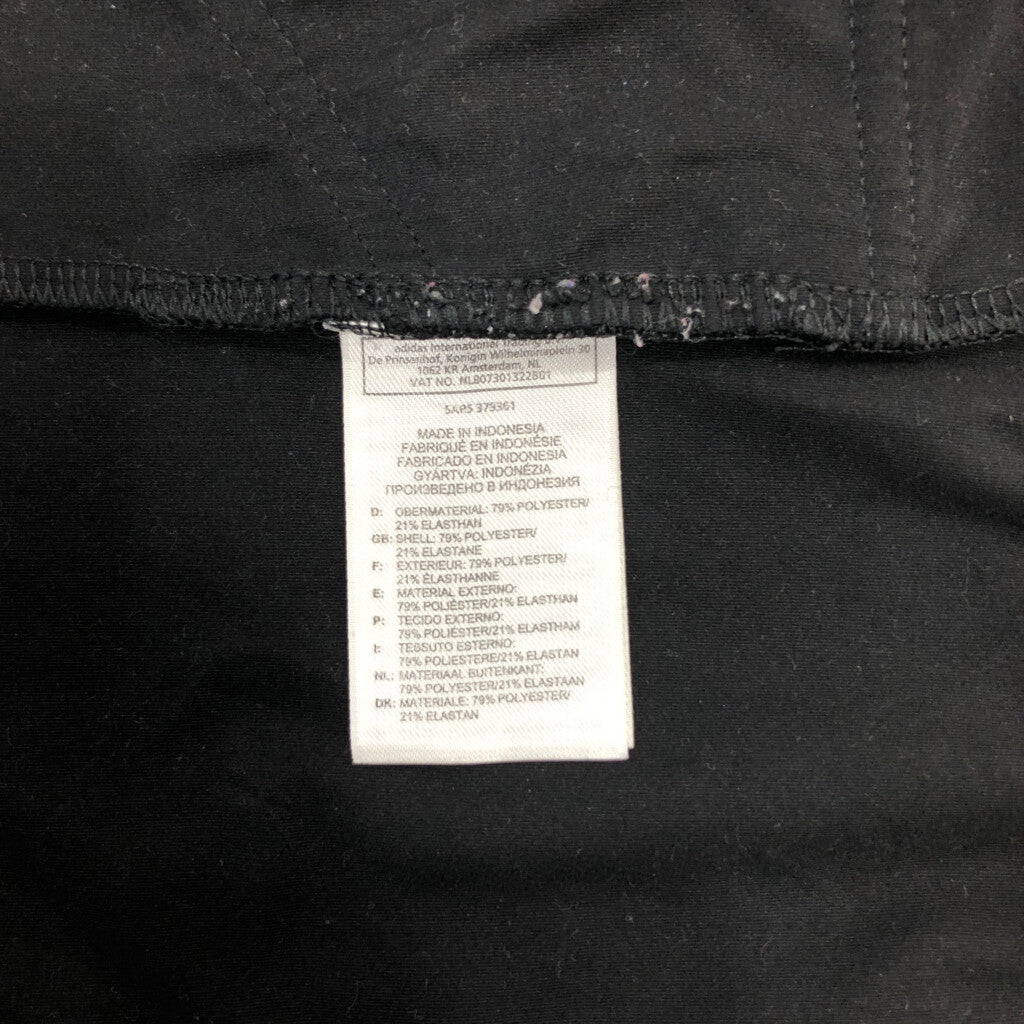 adidas International Trading
De Prinsenhof, Konigin Wilhelminaplein 30
1062 KR Amsterdam, NL
VAT NO. NL807301322B01
SAP5 379361
MADE IN INDONESIA
FABRIQUÉ EN INDONÉSIE
FABRICADO EN INDONESIA
GYÁRTVA: INDONÉZIA
ПРОИЗВЕДЕНО В ИНДОНЕЗИЯ
D: OBERMATERIAL: 79% POLYESTER/
21% ELASTHAN
GB: SHELL: 79% POLYESTER/
21% ELASTANE
F: EXTERIEUR: 79% POLYESTER/
21% ÉLASTHANNE
E: MATERIAL EXTERNO:
79% POLIÉSTER/21% ELASTHAN
P: TECIDO EXTERNO:
79% POLIÉSTER/21% ELASTHAM
I: TESSUTO ESTERNO:
79% POLIESTERE/21% ELASTAN
NL: MATERIAAL BUITENKANT:
79% POLYESTER/21% ELASTAAN
DK: MATERIALE: 79% POLYESTER/
21% ELASTAN